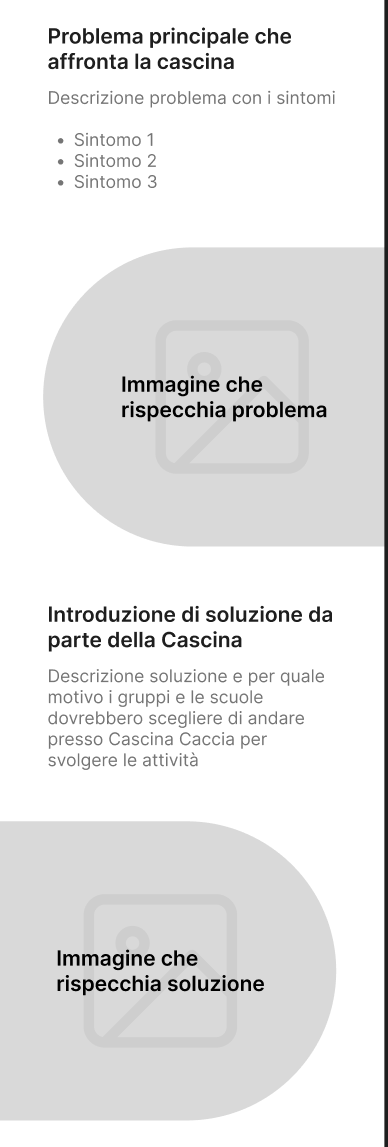 Problema principale che
affronta la cascina
Descrizione problema con i sintomi
• Sintomo 1
• Sintomo 2
• Sintomo 3
Immagine che
rispecchia problema
Introduzione di soluzione da
parte della Cascina
Descrizione soluzione e per quale
motivo i gruppi e le scuole
dovrebbero scegliere di andare
presso Cascina Caccia per
svolgere le attività
Immagine che
rispecchia soluzione